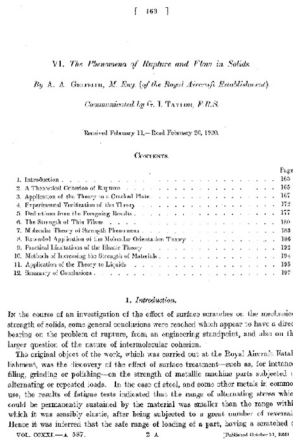 [ 163 ]
VI. The Phenomena of Rupture and Flow in Solids.
By A. A. GRIFFITH, M. Eng. (of the Royal Aircraft Establishment)
Communicated by G. I. TAYLOR, F.R.S.
Received February 11,—Read February 26, 1920.
CONTENTS.
Page
1. Introduction . . . . . . . . . . 163
2. A Theoretical Criterion of Rupture . . . . . . . . . . 165
3. Application of the Theory to a Cracked Plate . . . . . . . . . . 167
4. Experimental Verification of the Theory . . . . . . . . . . 172
5. Deductions from the Foregoing Results . . . . . . . . . . 177
6. The Strength of Thin Fibres . . . . . . . . . . 180
7. Molecular Theory of Strength Phenomena . . . . . . . . . . 183
8. Extended Application of the Molecular Orientation Theory . . . . . . . . . . 186
9. Practical Limitations of the Elastic Theory . . . . . . . . . . 192
10. Methods of Increasing the Strength of Materials . . . . . . . . . . 194
11. Application of the Theory to Liquids . . . . . . . . . . 195
12. Summary of Conclusions . . . . . . . . . . 197
1. Introduction.
IN the course of an investigation of the effect of surface scratches on the mechanic
strength of solids, some general conclusions were reached which appear to have a direc
bearing on the problem of rupture, from an engineering standpoint, and also on th
larger question of the nature of intermolecular cohesion.
The original object of the work, which was carried out at the Royal Aircraft Estab
lishment, was the discovery of the effect of surface treatment—such as, for instanc
filing, grinding or polishing—on the strength of metallic machine parts subjected t
alternating or repeated loads. In the case of steel, and some other metals in commo
use, the results of fatigue tests indicated that the range of alternating stress whic
could be permanently sustained by the material was smaller than the range withi
which it was sensibly elastic, after being subjected to a great number of reversal
Hence it was inferred that the safe range of loading of a part, having a scratched o
VOL. CCXXI.—A 587. 2 A [Published October 21, 1920.